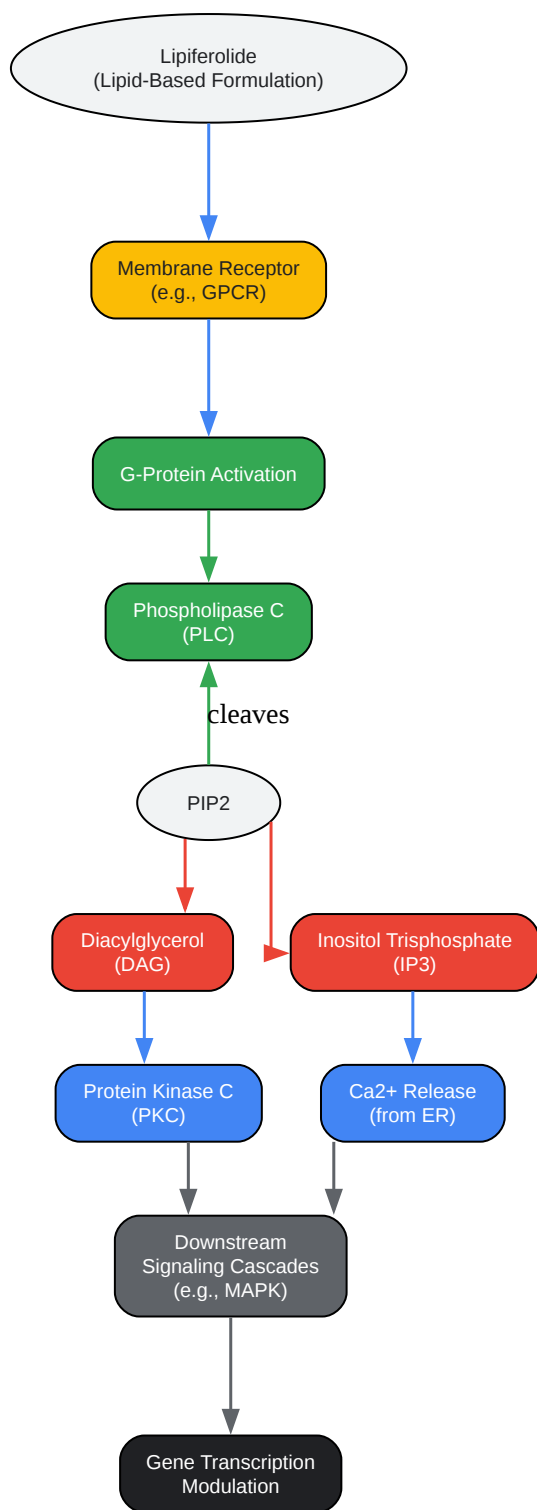 Lipiferolide
(Lipid-Based Formulation)
Membrane Receptor
(e.g., GPCR)
G-Protein Activation
Phospholipase C
(PLC)
cleaves
PIP2
Diacylglycerol
(DAG)
Inositol Trisphosphate
(IP3)
Protein Kinase C
(PKC)
Ca2+ Release
(from ER)
Downstream
Signaling Cascades
(e.g., MAPK)
Gene Transcription
Modulation